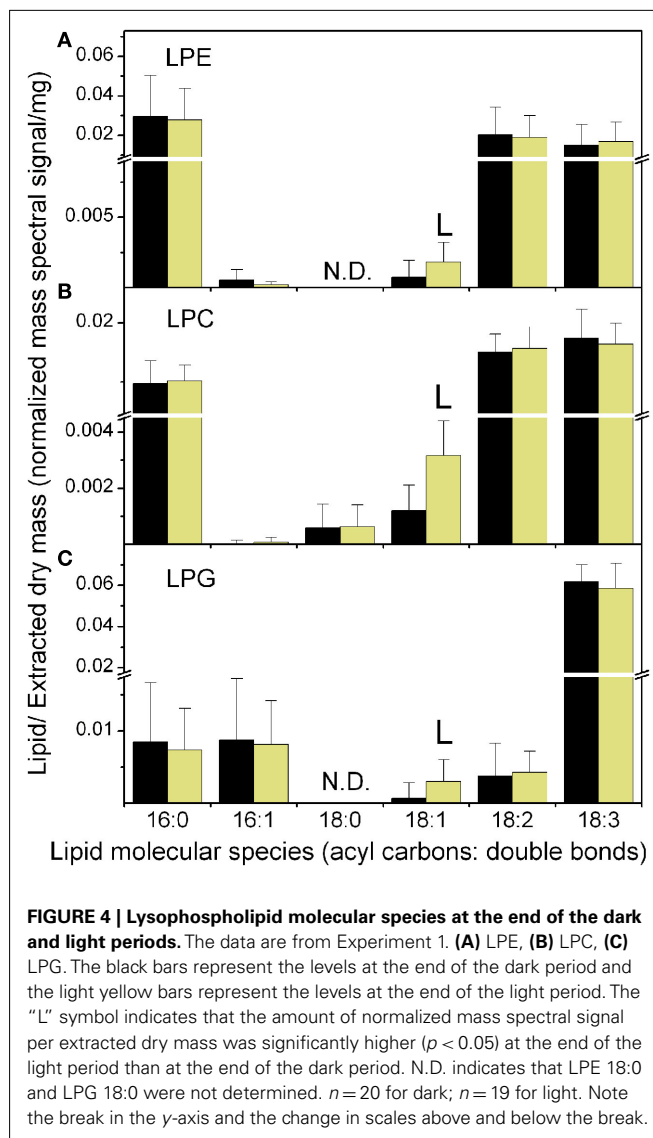 Lipid/ Extracted dry mass (normalized mass spectral signal/mg)
A
LPE
0.06
0.04
0.02
0.005
N.D.
L
B
LPC
0.02
0.004
0.002
L
C
LPG
0.06
0.04
0.02
0.01
N.D.
L
16:0 16:1 18:0 18:1 18:2 18:3
Lipid molecular species (acyl carbons: double bonds)
FIGURE 4 | Lysophospholipid molecular species at the end of the dark
and light periods. The data are from Experiment 1. (A) LPE, (B) LPC, (C)
LPG. The black bars represent the levels at the end of the dark period and
the light yellow bars represent the levels at the end of the light period. The
“L” symbol indicates that the amount of normalized mass spectral signal
per extracted dry mass was significantly higher (p < 0.05) at the end of the
light period than at the end of the dark period. N.D. indicates that LPE 18:0
and LPG 18:0 were not determined. n = 20 for dark; n = 19 for light. Note
the break in the y-axis and the change in scales above and below the break.